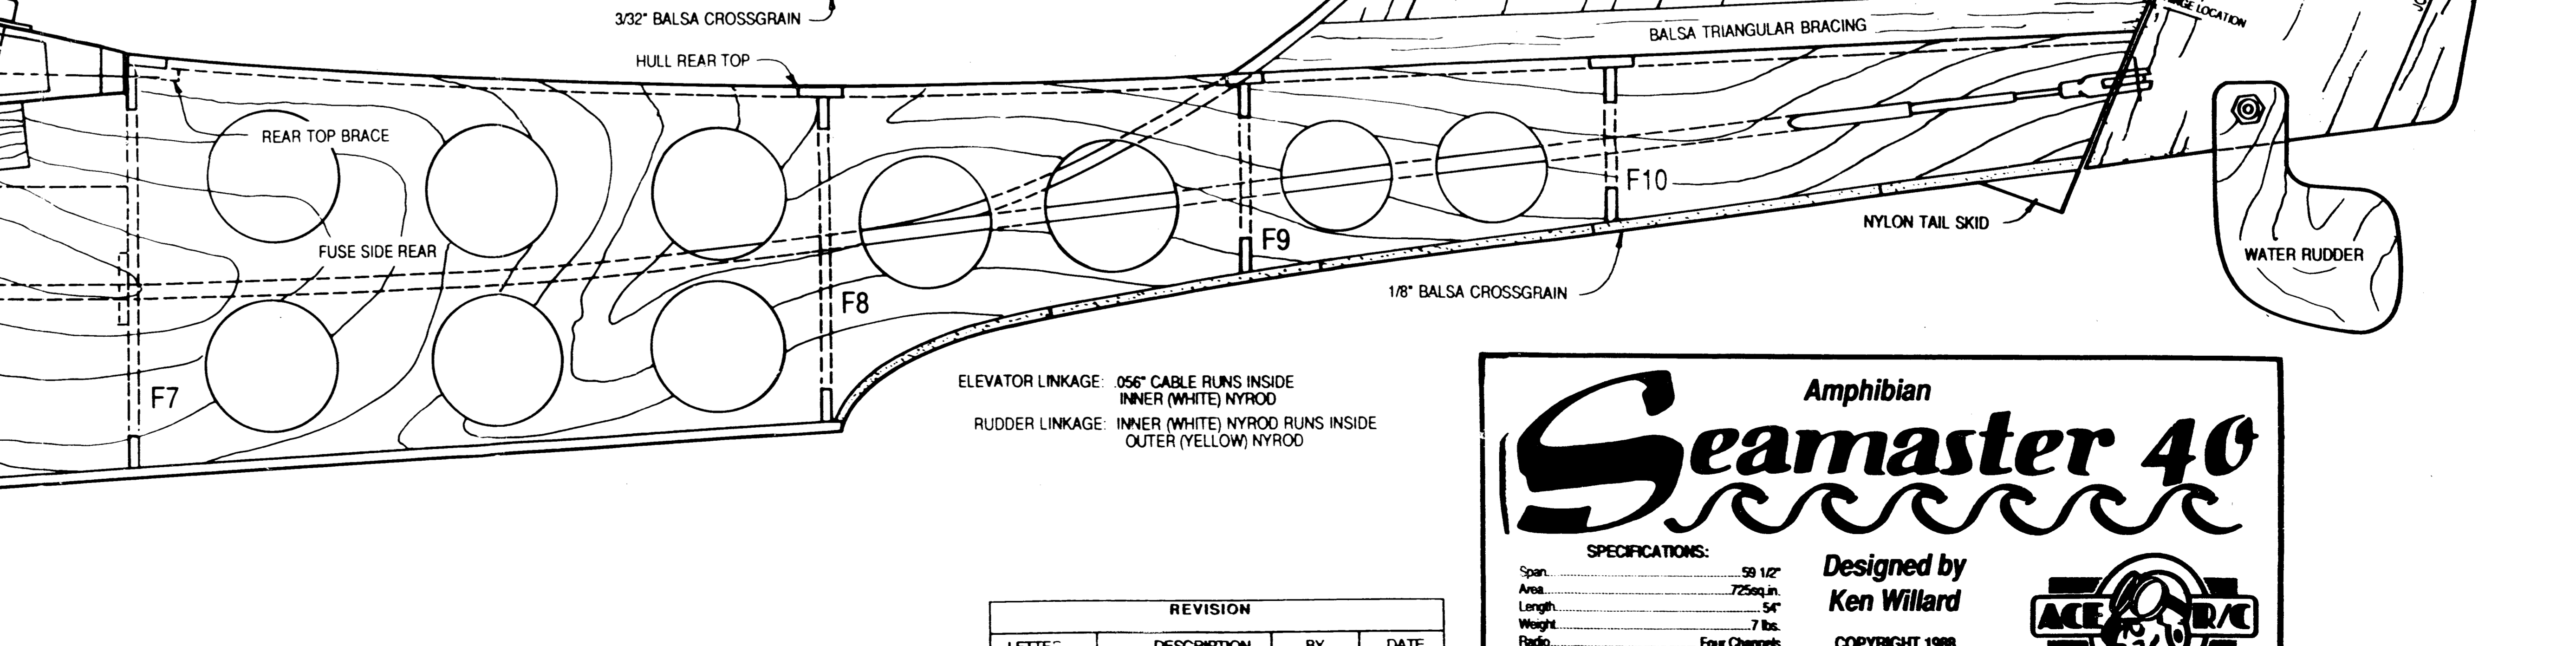 3/32" BALSA CROSSGRAIN
HULL REAR TOP
BALSA TRIANGULAR BRACING
LOCATION
REAR TOP BRACE
FUSE SIDE REAR
F7
F8
F9
F10
NYLON TAIL SKID
WATER RUDDER
1/8" BALSA CROSSGRAIN
ELEVATOR LINKAGE: .056" CABLE RUNS INSIDE
INNER (WHITE) NYROD
RUDDER LINKAGE: INNER (WHITE) NYROD RUNS INSIDE
OUTER (YELLOW) NYROD
Amphibian
Seamaster 40
SPECIFICATIONS:
Span 59 1/2"
Area 725sq.in.
Length 54"
Weight 7 lbs.
Radio Four Channels
Designed by
Ken Willard
COPYRIGHT 1988
ACE R/C
REVISION
DESCRIPTION BY DATE